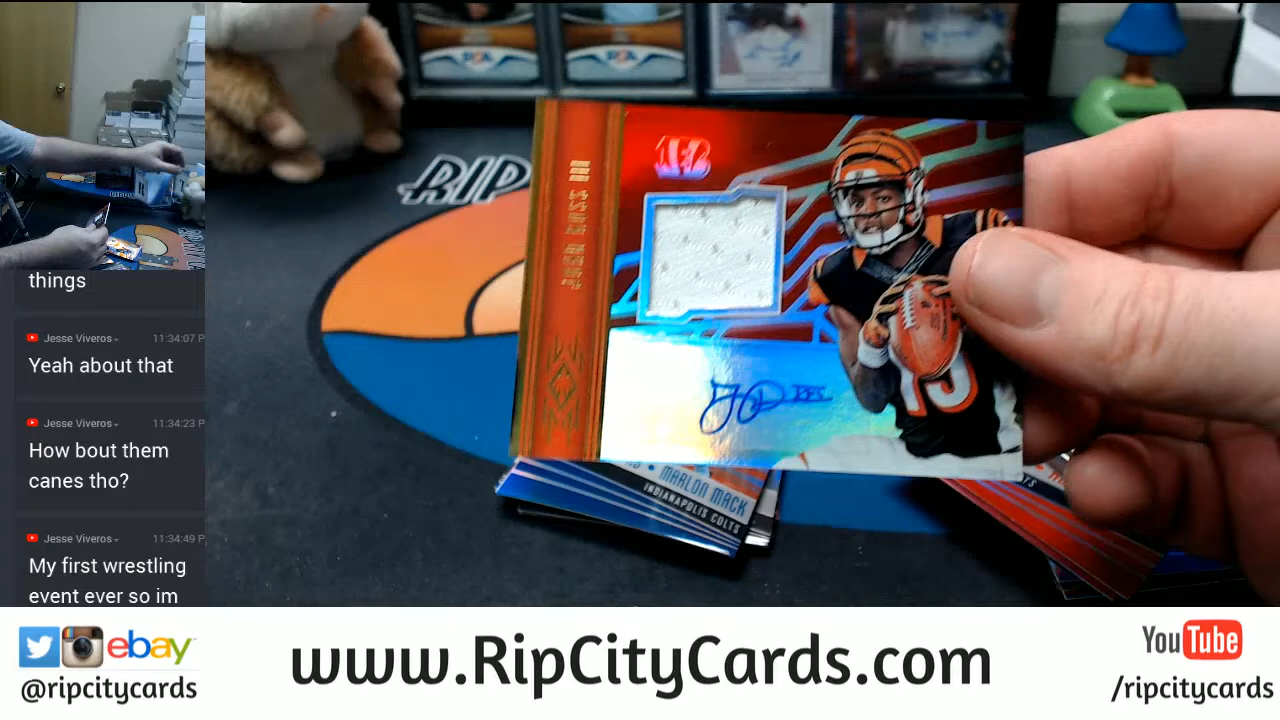 RIP
things
Jesse Viveros
11:34:07 P
Yeah about that
Jesse Viveros
11:34:23 P
How bout them
canes tho?
Jesse Viveros
11:34:49 P
My first wrestling
event ever so im
MARLON MACK
INDIANAPOLIS COLTS
ebay
@ripcitycards
www.RipCityCards.com
YouTube
/ripcitycards